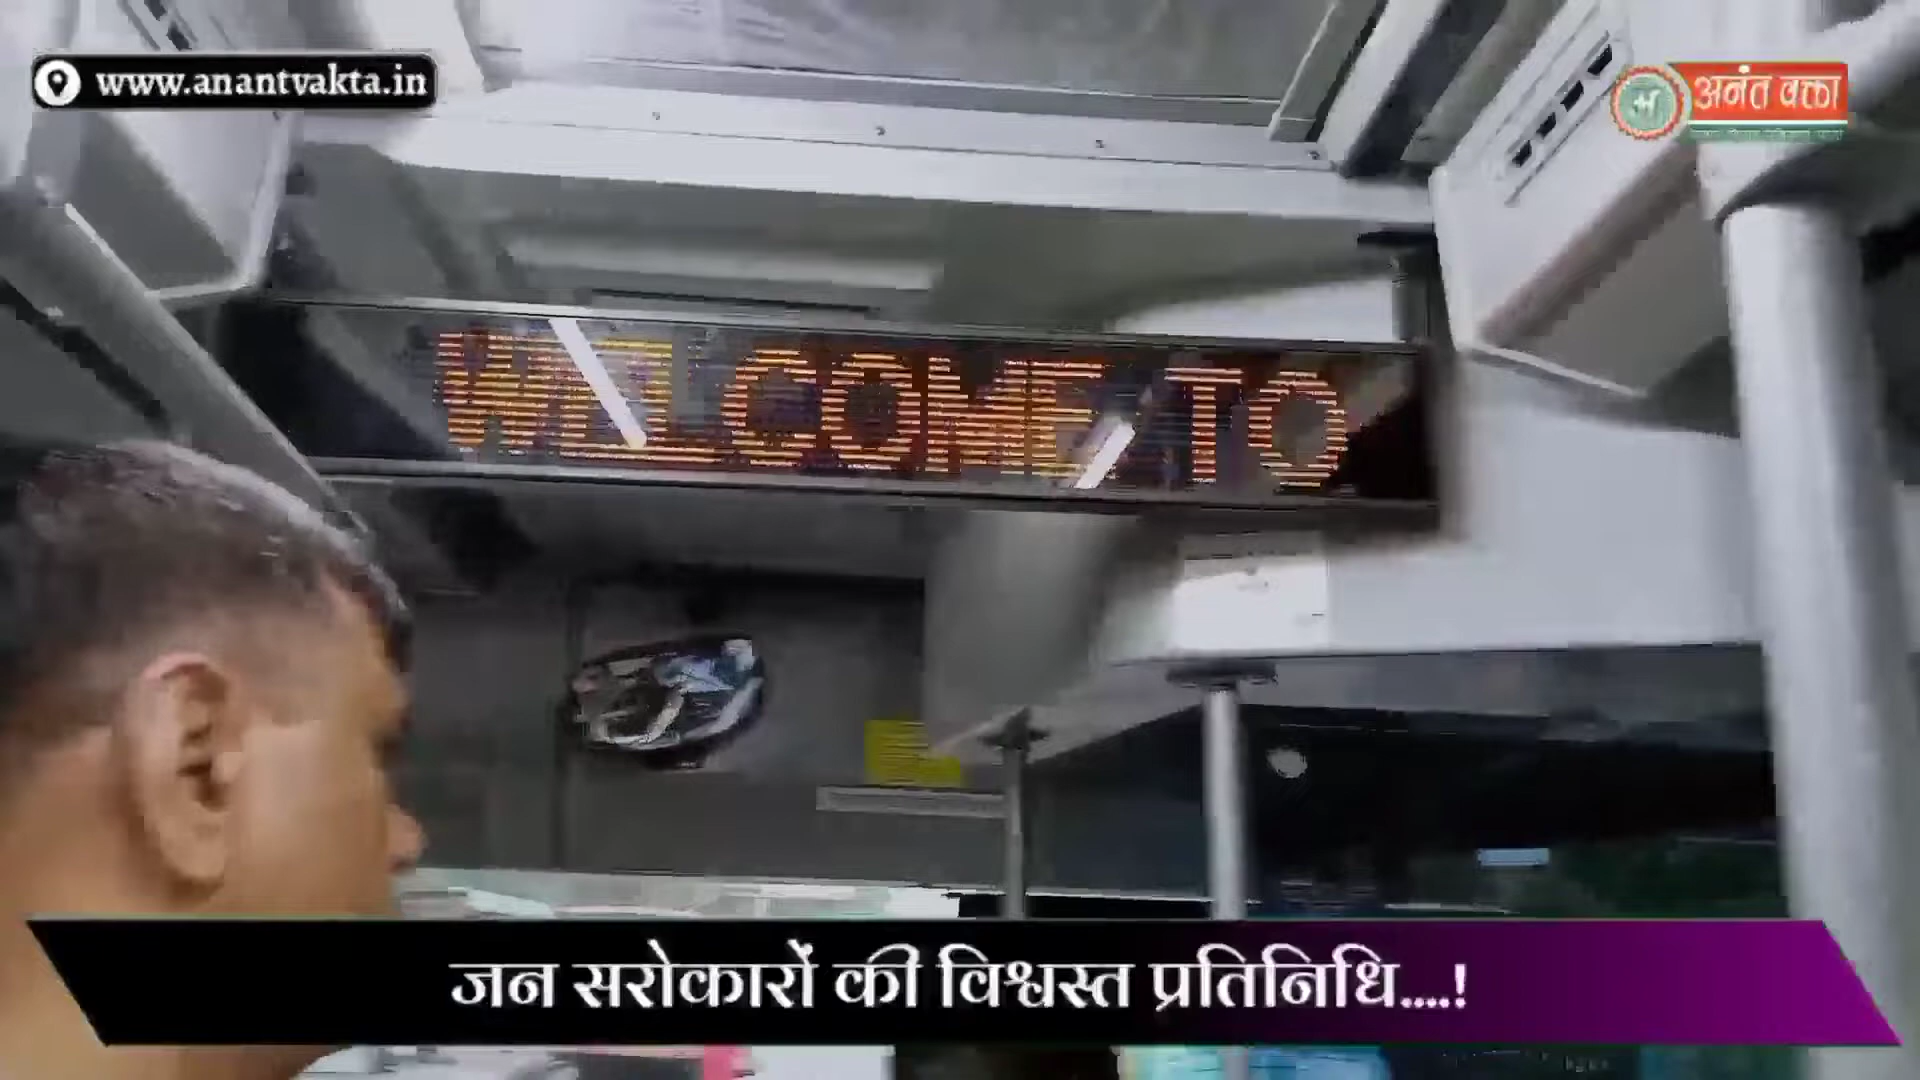 www.anantvakta.in
अनंत वक्ता
WELCOME TO
जन सरोकारों की विश्वस्त प्रतिनिधि....!